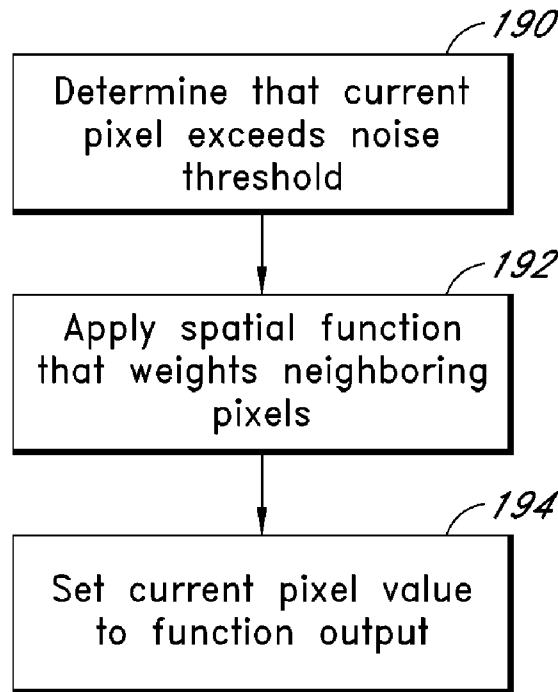 190
Determine that current
pixel exceeds noise
threshold
192
Apply spatial function
that weights neighboring
pixels
194
Set current pixel value
to function output